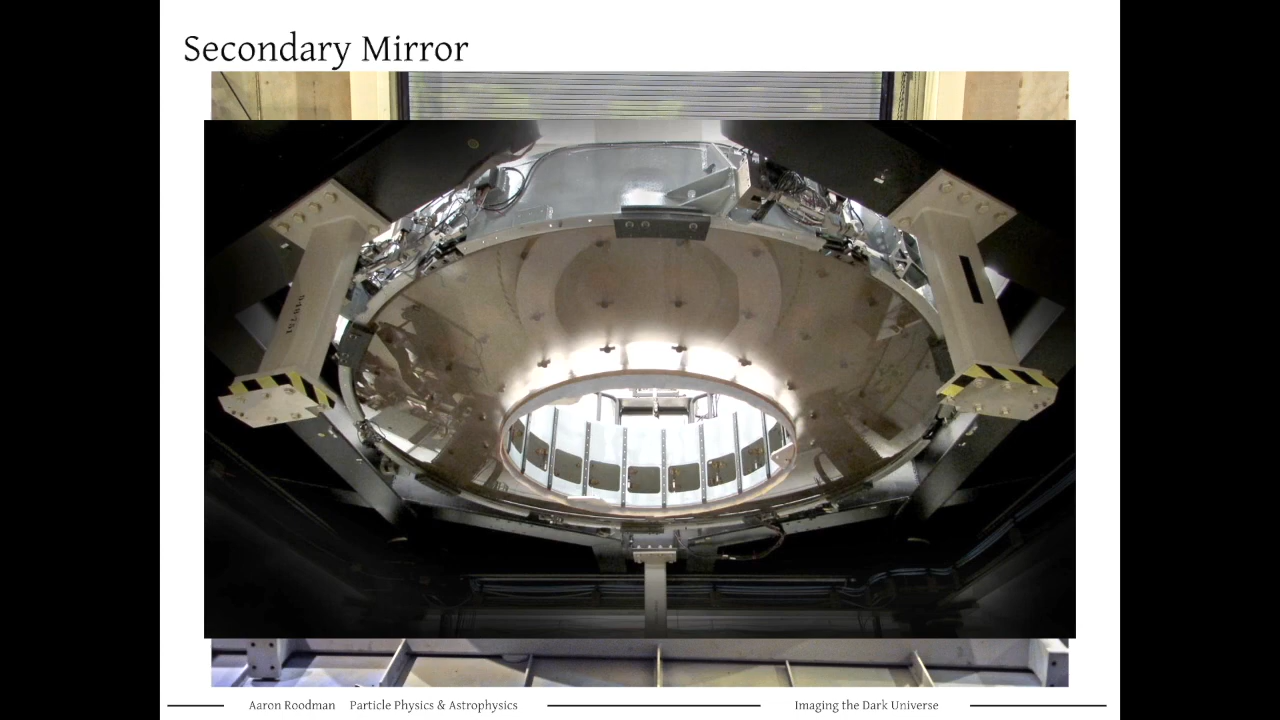 Secondary Mirror
Aaron Roodman Particle Physics & Astrophysics Imaging the Dark Universe